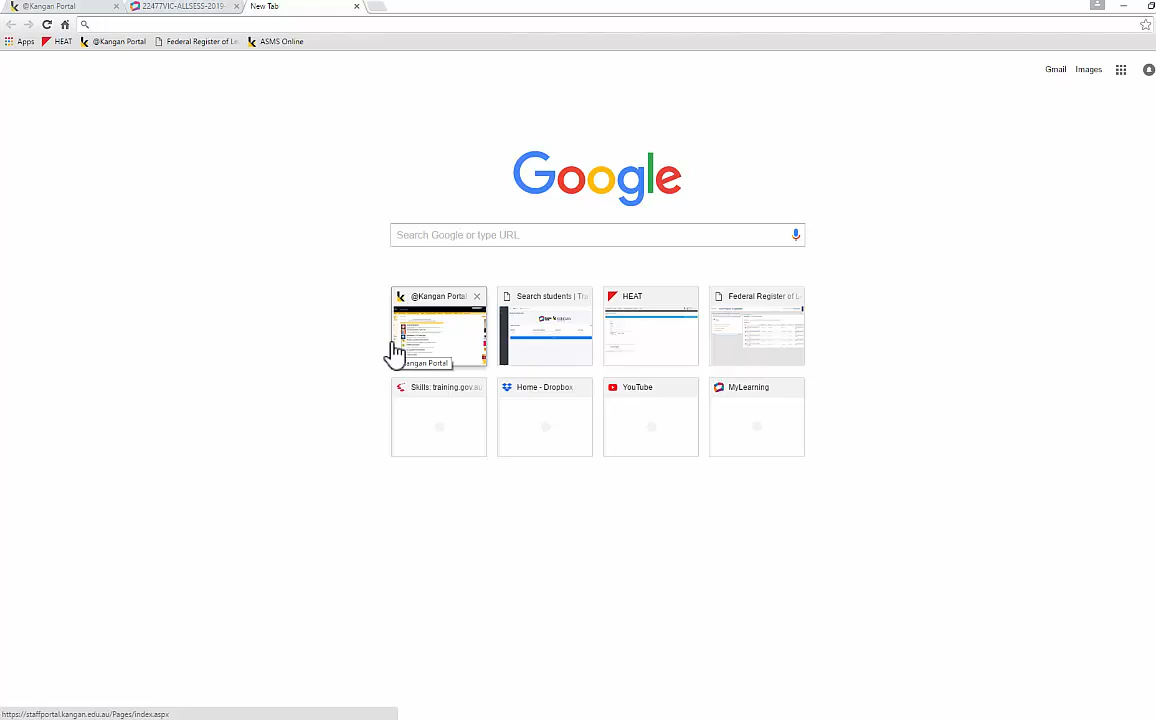 @Kangan Portal
22477VIC-ALLSESS-2019-
New Tab
Apps
HEAT
@Kangan Portal
Federal Register of Le
ASMS Online
Gmail
Images
Google
Search Google or type URL
@Kangan Portal
Search students | Tra
HEAT
Federal Register of L
angan Portal
Skills: training.gov.au
Home - Dropbox
YouTube
MyLearning
https://staffportal.kangan.edu.au/Pages/index.aspx